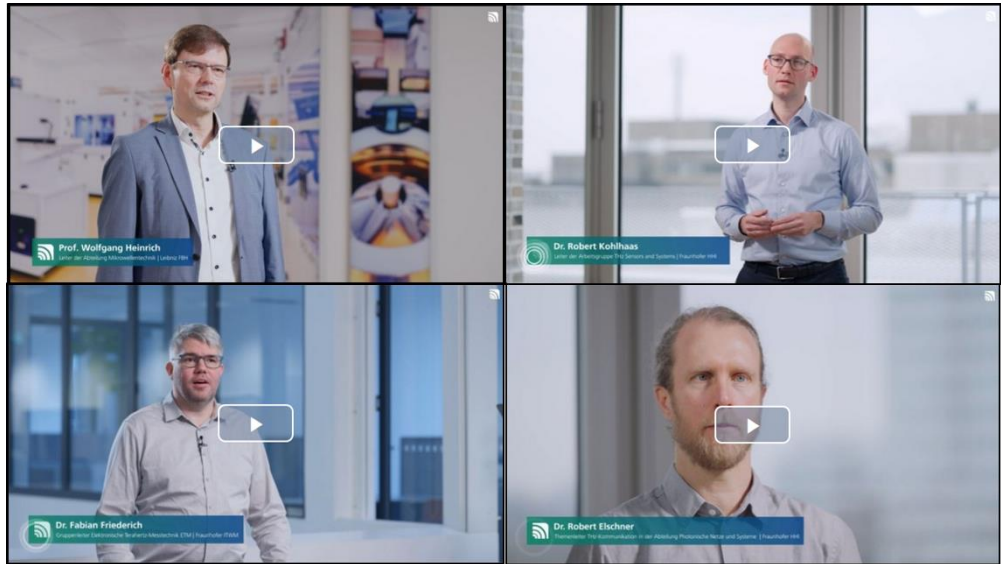 Prof. Wolfgang Heinrich
Leiter der Abteilung Mikrowellentechnik | Leibniz FBH
Dr. Robert Kohlhaas
Leiter der Arbeitsgruppe THz Sensors and Systems | Fraunhofer HHI
Dr. Fabian Friederich
Gruppenleiter Elektronische Terahertz-Messtechnik ETM | Fraunhofer ITWM
Dr. Robert Elschner
Themenleiter THz-Kommunikation in der Abteilung Photonische Netze und Systeme | Fraunhofer HHI